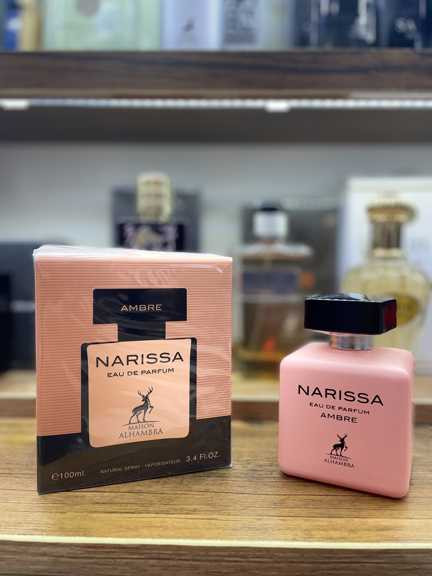 AMBRE
NARISSA
EAU DE PARFUM
MAISON
ALHAMBRA
℮100ml. NATURAL SPRAY - VAPORISATEUR 3,4 Fl.OZ.
NARISSA
EAU DE PARFUM
AMBRE
MAISON
ALHAMBRA